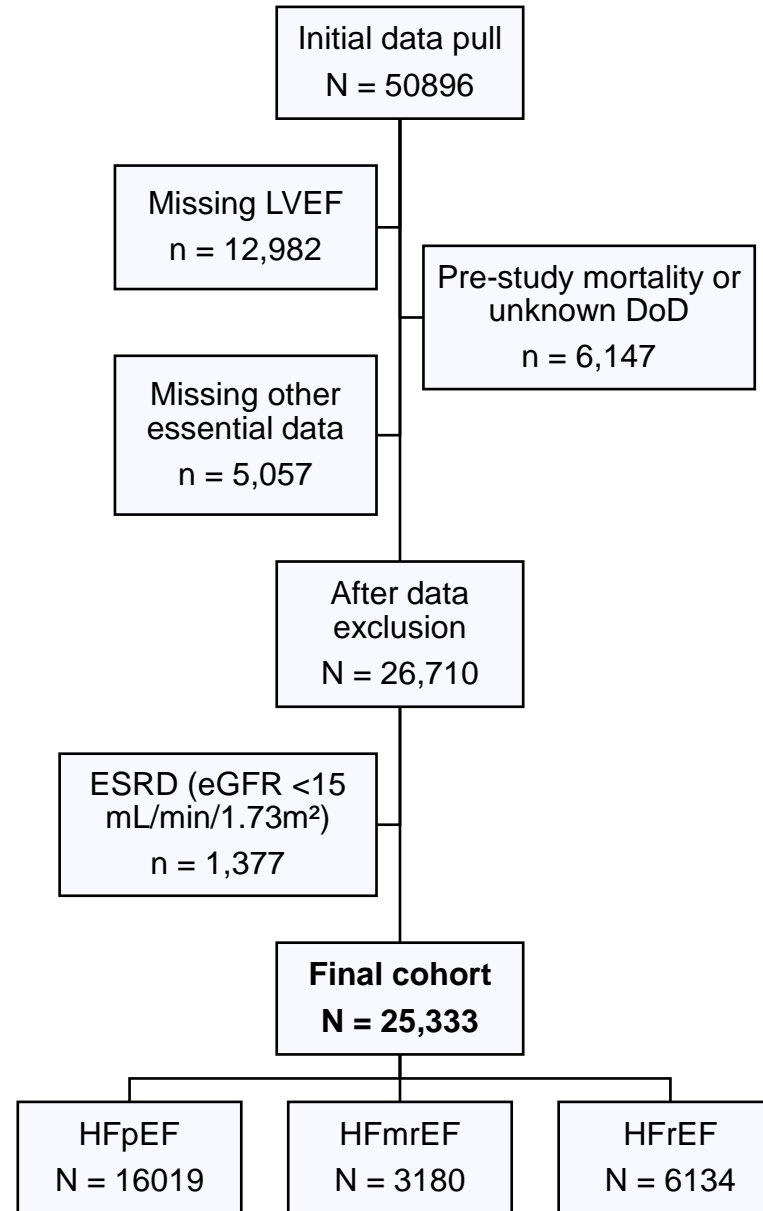 Initial data pull
N = 50896
Missing LVEF
n = 12,982
Pre-study mortality or
unknown DoD
n = 6,147
Missing other
essential data
n = 5,057
After data
exclusion
N = 26,710
ESRD (eGFR <15
mL/min/1.73m²)
n = 1,377
Final cohort
N = 25,333
HFpEF
N = 16019
HFmrEF
N = 3180
HFrEF
N = 6134